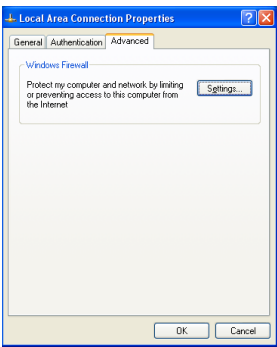 Local Area Connection Properties
General Authentication Advanced
Windows Firewall
Protect my computer and network by limiting
or preventing access to this computer from
the Internet
Settings...
OK Cancel